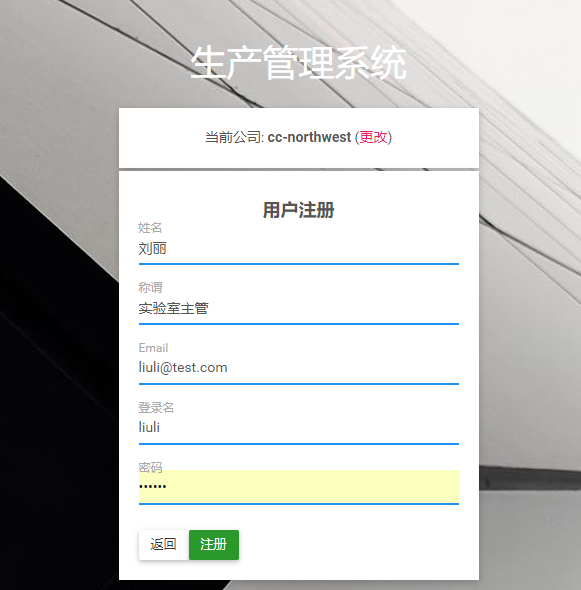 生产管理系统
当前公司: cc-northwest (更改)
用户注册
姓名
刘丽
称谓
实验室主管
Email
liuli@test.com
登录名
liuli
密码
••••••
返回 注册